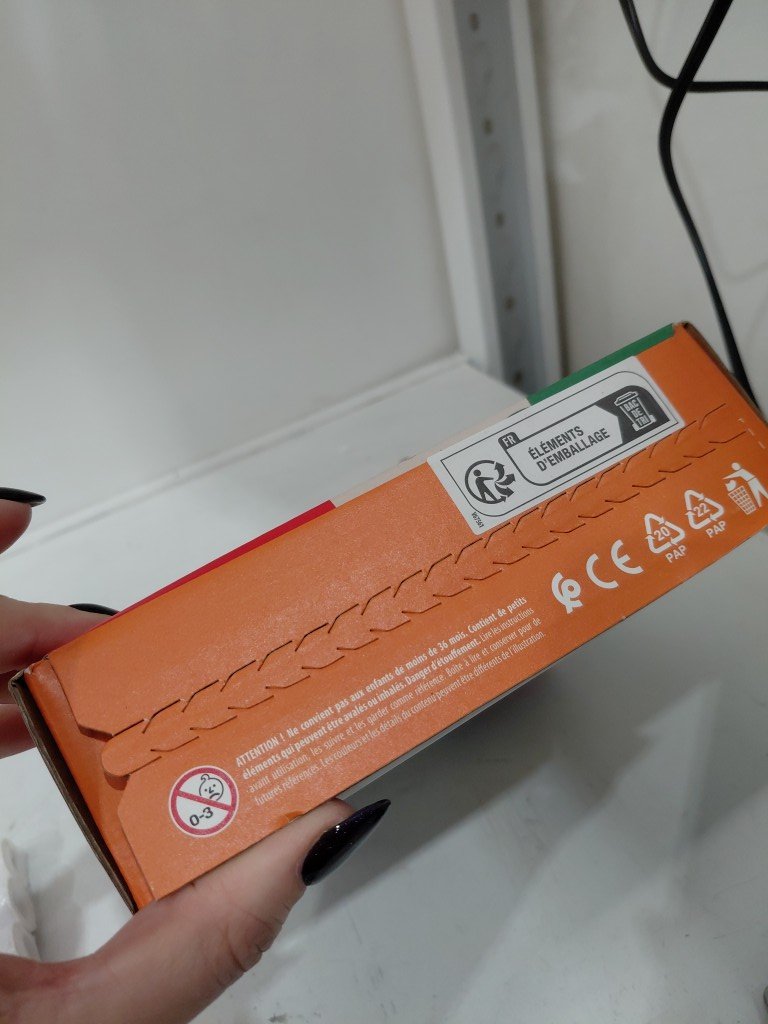 FR
ÉLÉMENTS
D'EMBALLAGE
BAC
DE
TRI
CE
20
PAP
22
PAP
0-3
ATTENTION ! Ne convient pas aux enfants de moins de 36 mois. Contient de petits
éléments qui peuvent être avalés ou inhalés. Danger d'étouffement. Lire les instructions
avant utilisation, les suivre et les garder comme référence. Boîte à lire et conserver pour de
futures références. Les couleurs et les détails du contenu peuvent être différents de l'illustration.